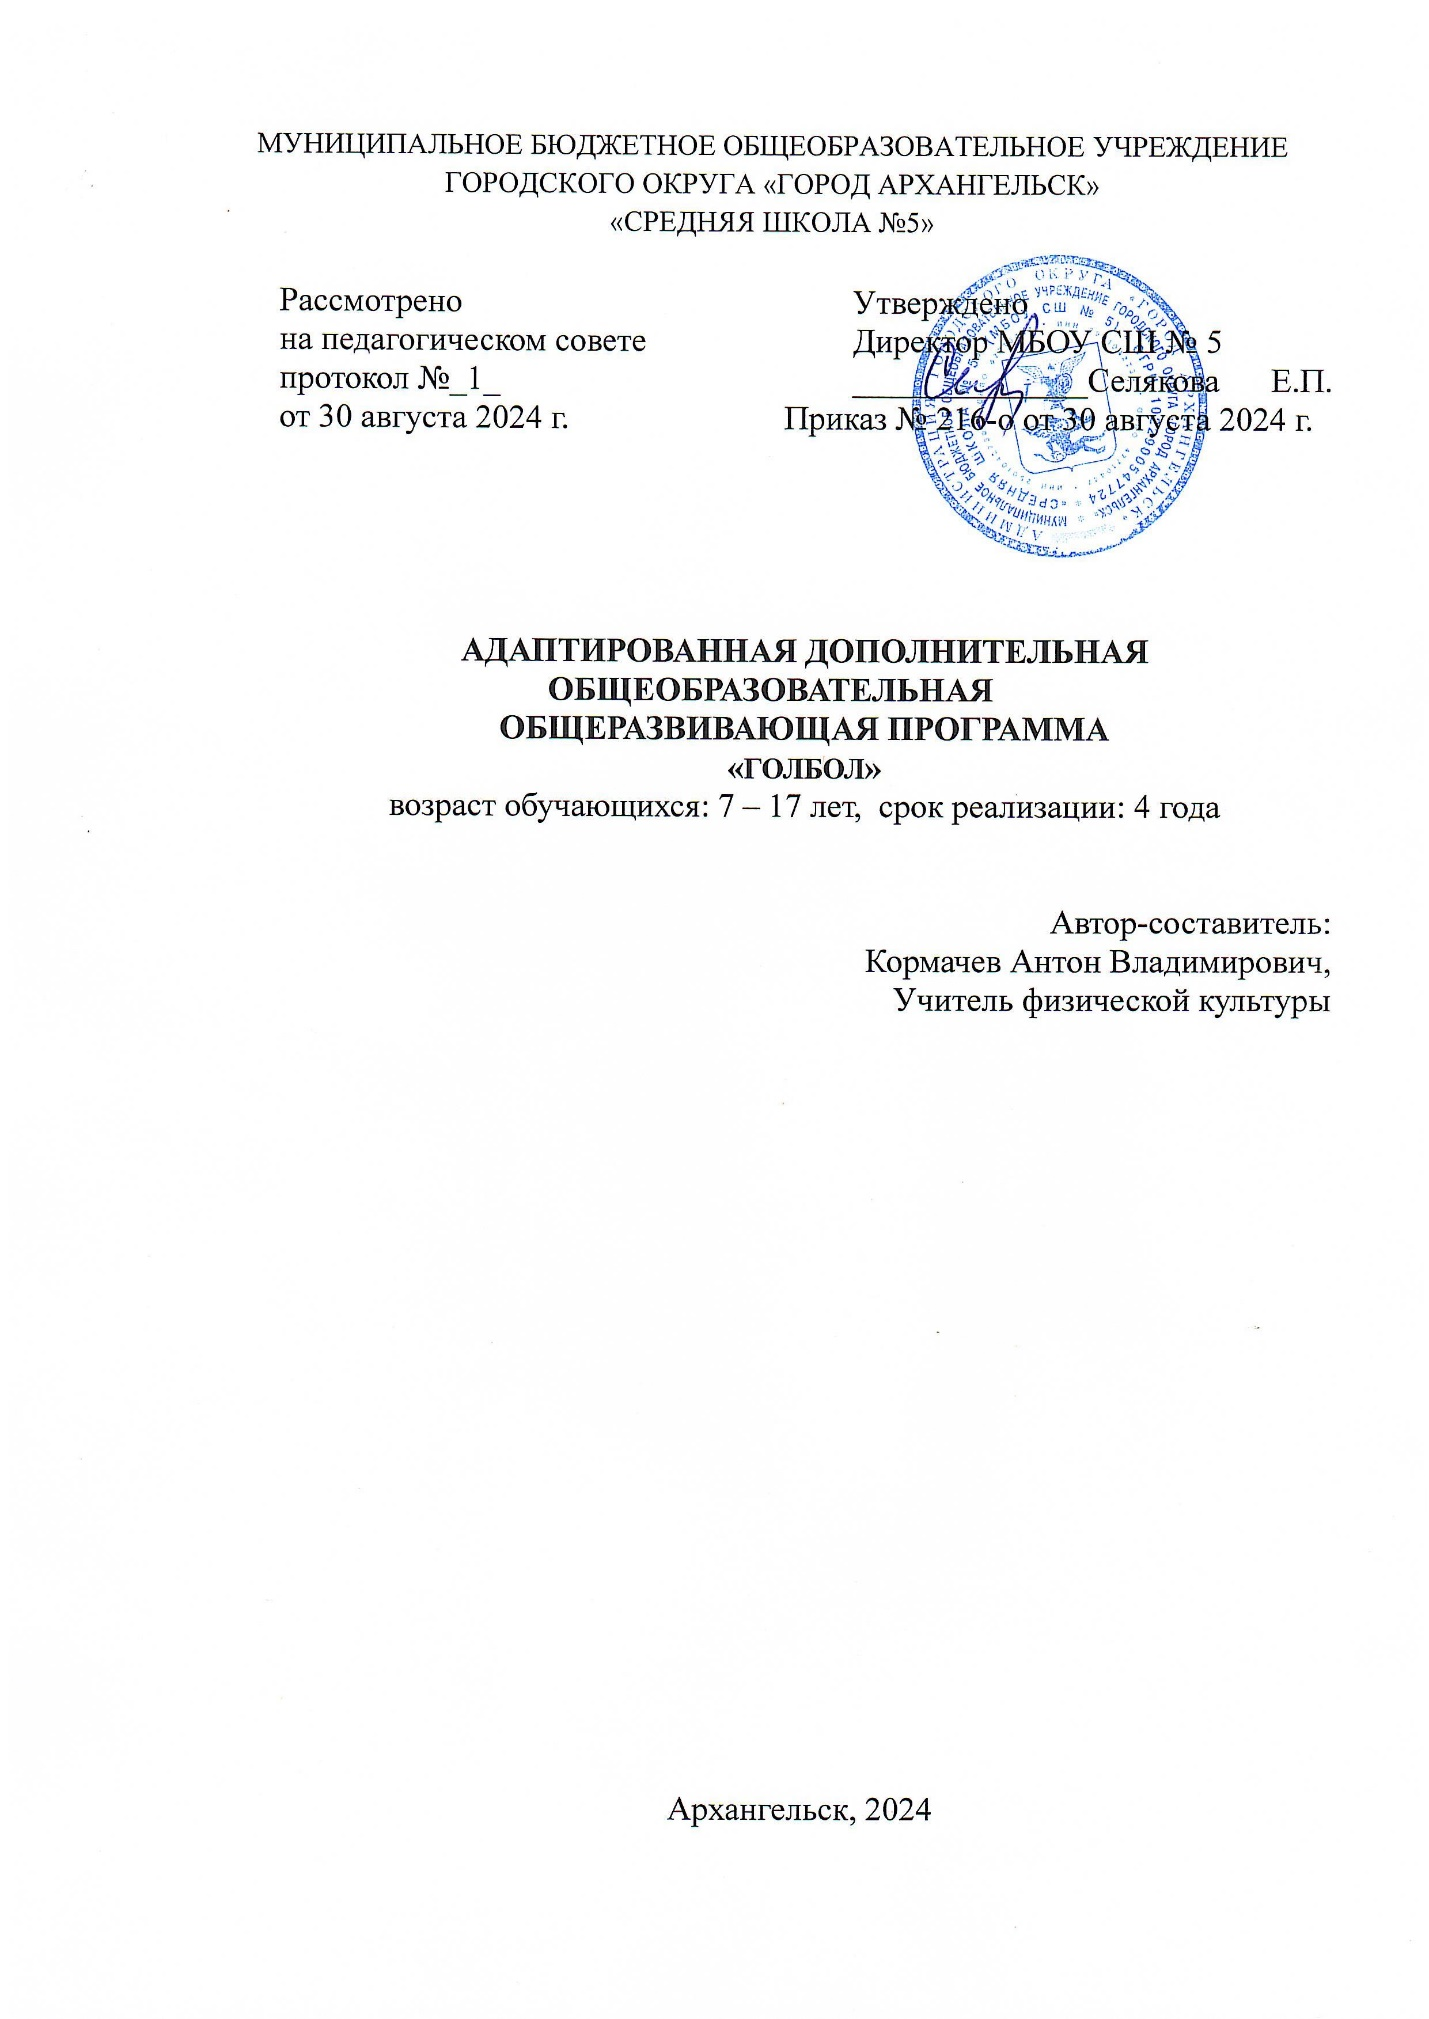 МУНИЦИПАЛЬНОЕ БЮДЖЕТНОЕ ОБЩЕОБРАЗОВАТЕЛЬНОЕ УЧРЕЖДЕНИЕ
ГОРОДСКОГО ОКРУГА «ГОРОД АРХАНГЕЛЬСК»
«СРЕДНЯЯ ШКОЛА №5»
Рассмотрено
на педагогическом совете
протокол №_1_
от 30 августа 2024 г.
Утверждено
Директор МБОУ СШ № 5
______________Селякова Е.П.
Приказ № 216-о от 30 августа 2024 г.
АДАПТИРОВАННАЯ ДОПОЛНИТЕЛЬНАЯ
ОБЩЕОБРАЗОВАТЕЛЬНАЯ
ОБЩЕРАЗВИВАЮЩАЯ ПРОГРАММА
«ГОЛБОЛ»
возраст обучающихся: 7 – 17 лет, срок реализации: 4 года
Автор-составитель:
Кормачев Антон Владимирович,
Учитель физической культуры
Архангельск, 2024